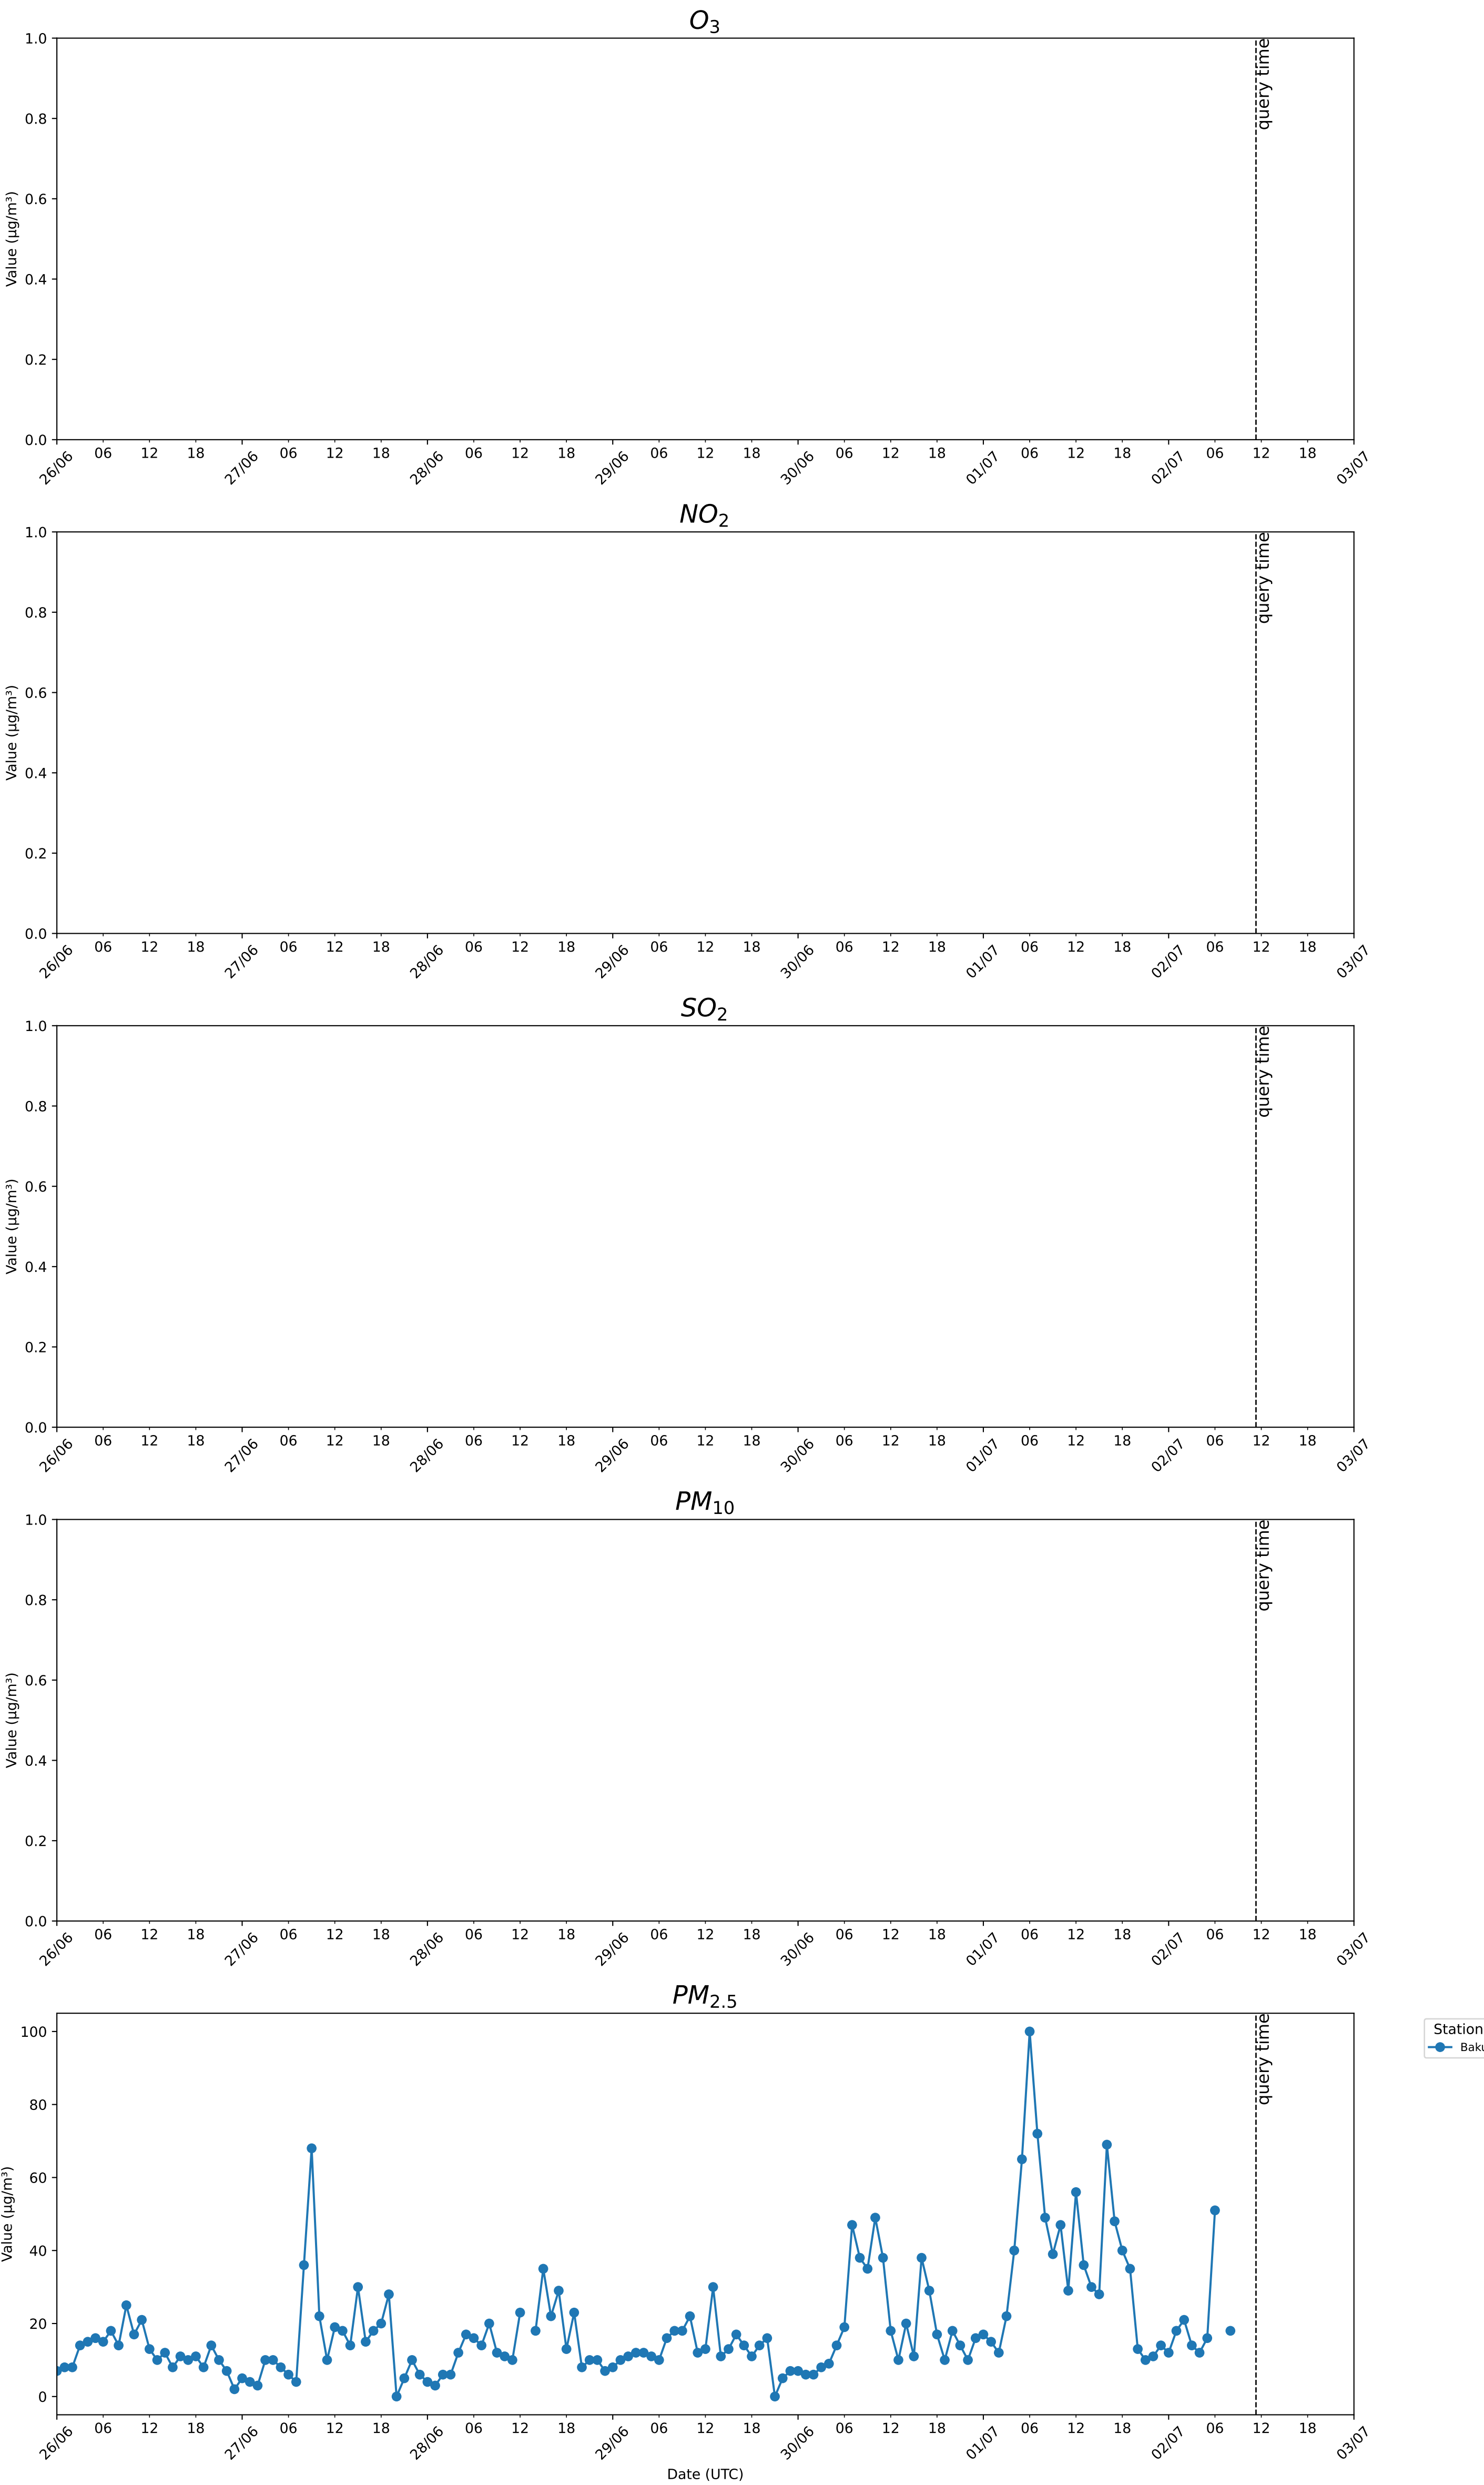 O3
Value (µg/m³)
1.0
0.8
0.6
0.4
0.2
0.0
query time
26/06 06 12 18 27/06 06 12 18 28/06 06 12 18 29/06 06 12 18 30/06 06 12 18 01/07 06 12 18 02/07 06 12 18 03/07
NO2
Value (µg/m³)
1.0
0.8
0.6
0.4
0.2
0.0
query time
26/06 06 12 18 27/06 06 12 18 28/06 06 12 18 29/06 06 12 18 30/06 06 12 18 01/07 06 12 18 02/07 06 12 18 03/07
SO2
Value (µg/m³)
1.0
0.8
0.6
0.4
0.2
0.0
query time
26/06 06 12 18 27/06 06 12 18 28/06 06 12 18 29/06 06 12 18 30/06 06 12 18 01/07 06 12 18 02/07 06 12 18 03/07
PM10
Value (µg/m³)
1.0
0.8
0.6
0.4
0.2
0.0
query time
26/06 06 12 18 27/06 06 12 18 28/06 06 12 18 29/06 06 12 18 30/06 06 12 18 01/07 06 12 18 02/07 06 12 18 03/07
PM2.5
Value (µg/m³)
100
80
60
40
20
0
query time
Station
Baku
26/06 06 12 18 27/06 06 12 18 28/06 06 12 18 29/06 06 12 18 30/06 06 12 18 01/07 06 12 18 02/07 06 12 18 03/07
Date (UTC)